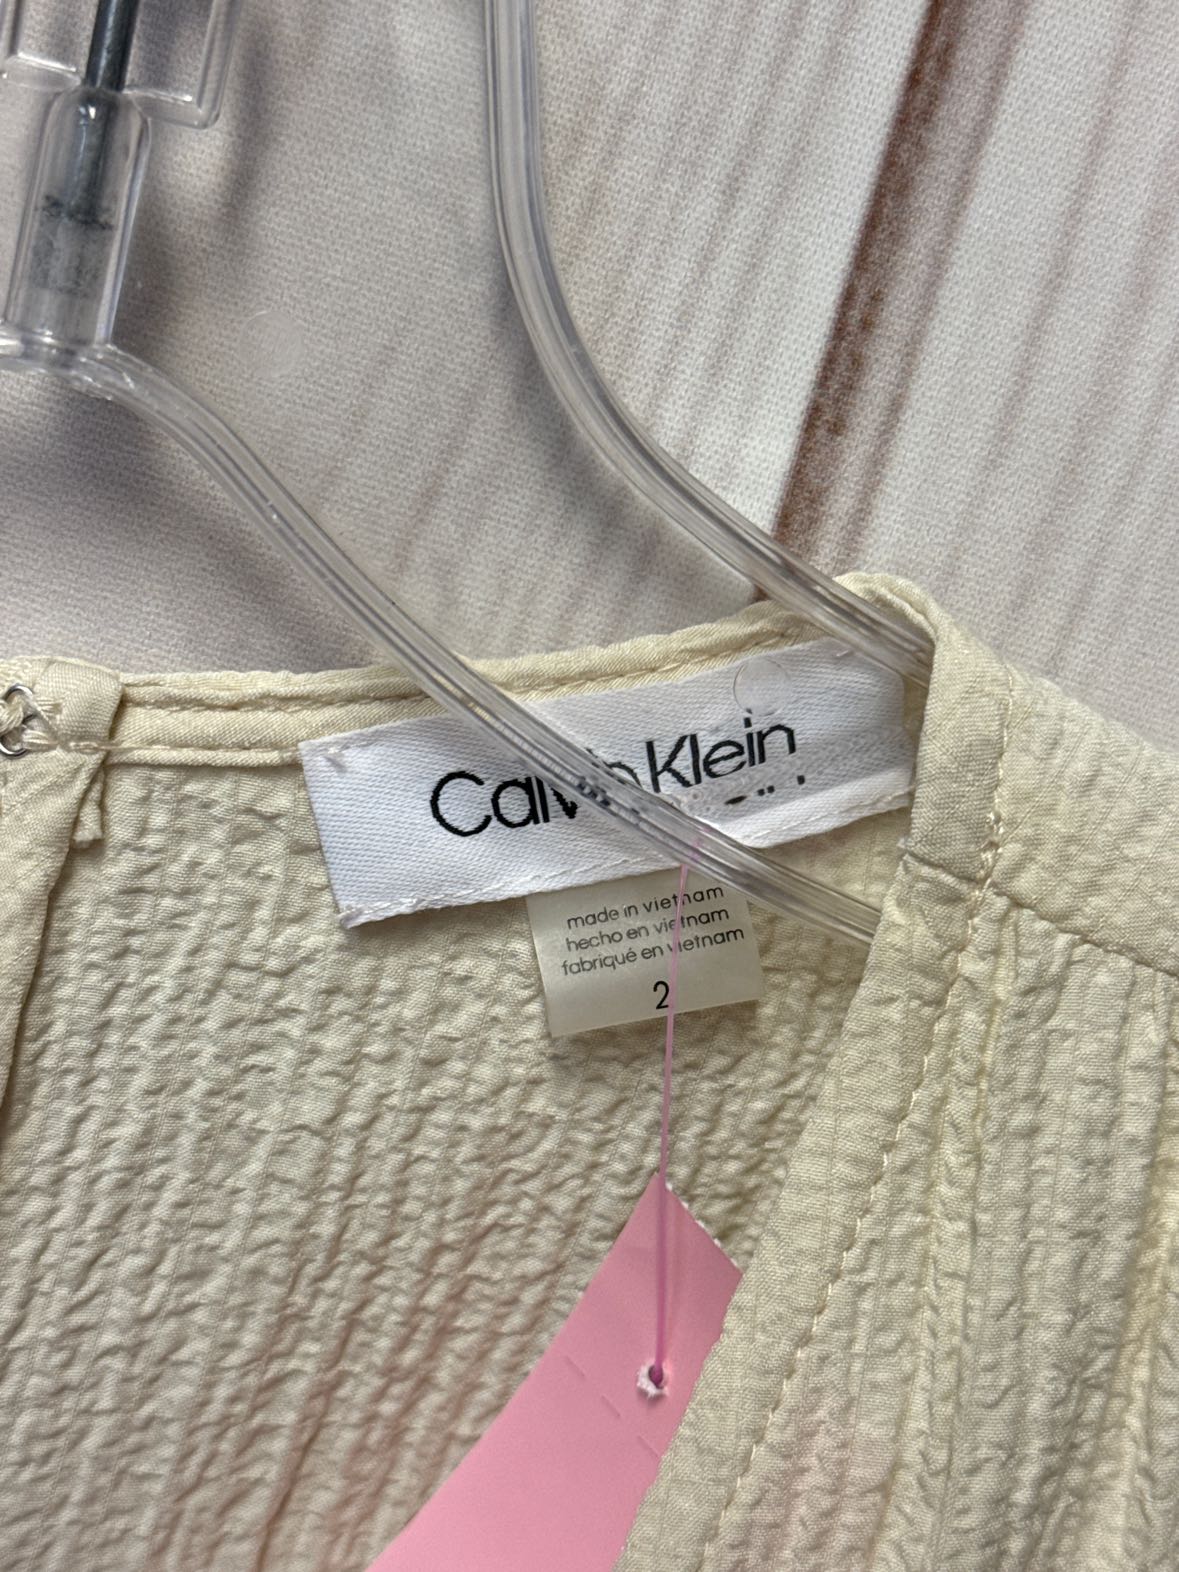 Calvin Klein
made in vietnam
hecho en vietnam
fabriqué en vietnam
2